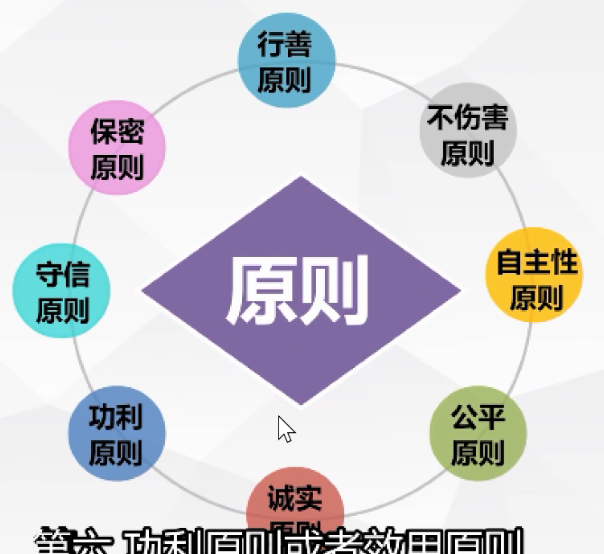 行善
原则
不伤害
原则
自主性
原则
公平
原则
诚实
原则
功利
原则
守信
原则
保密
原则
原则
第六 功利原则或者效用原则